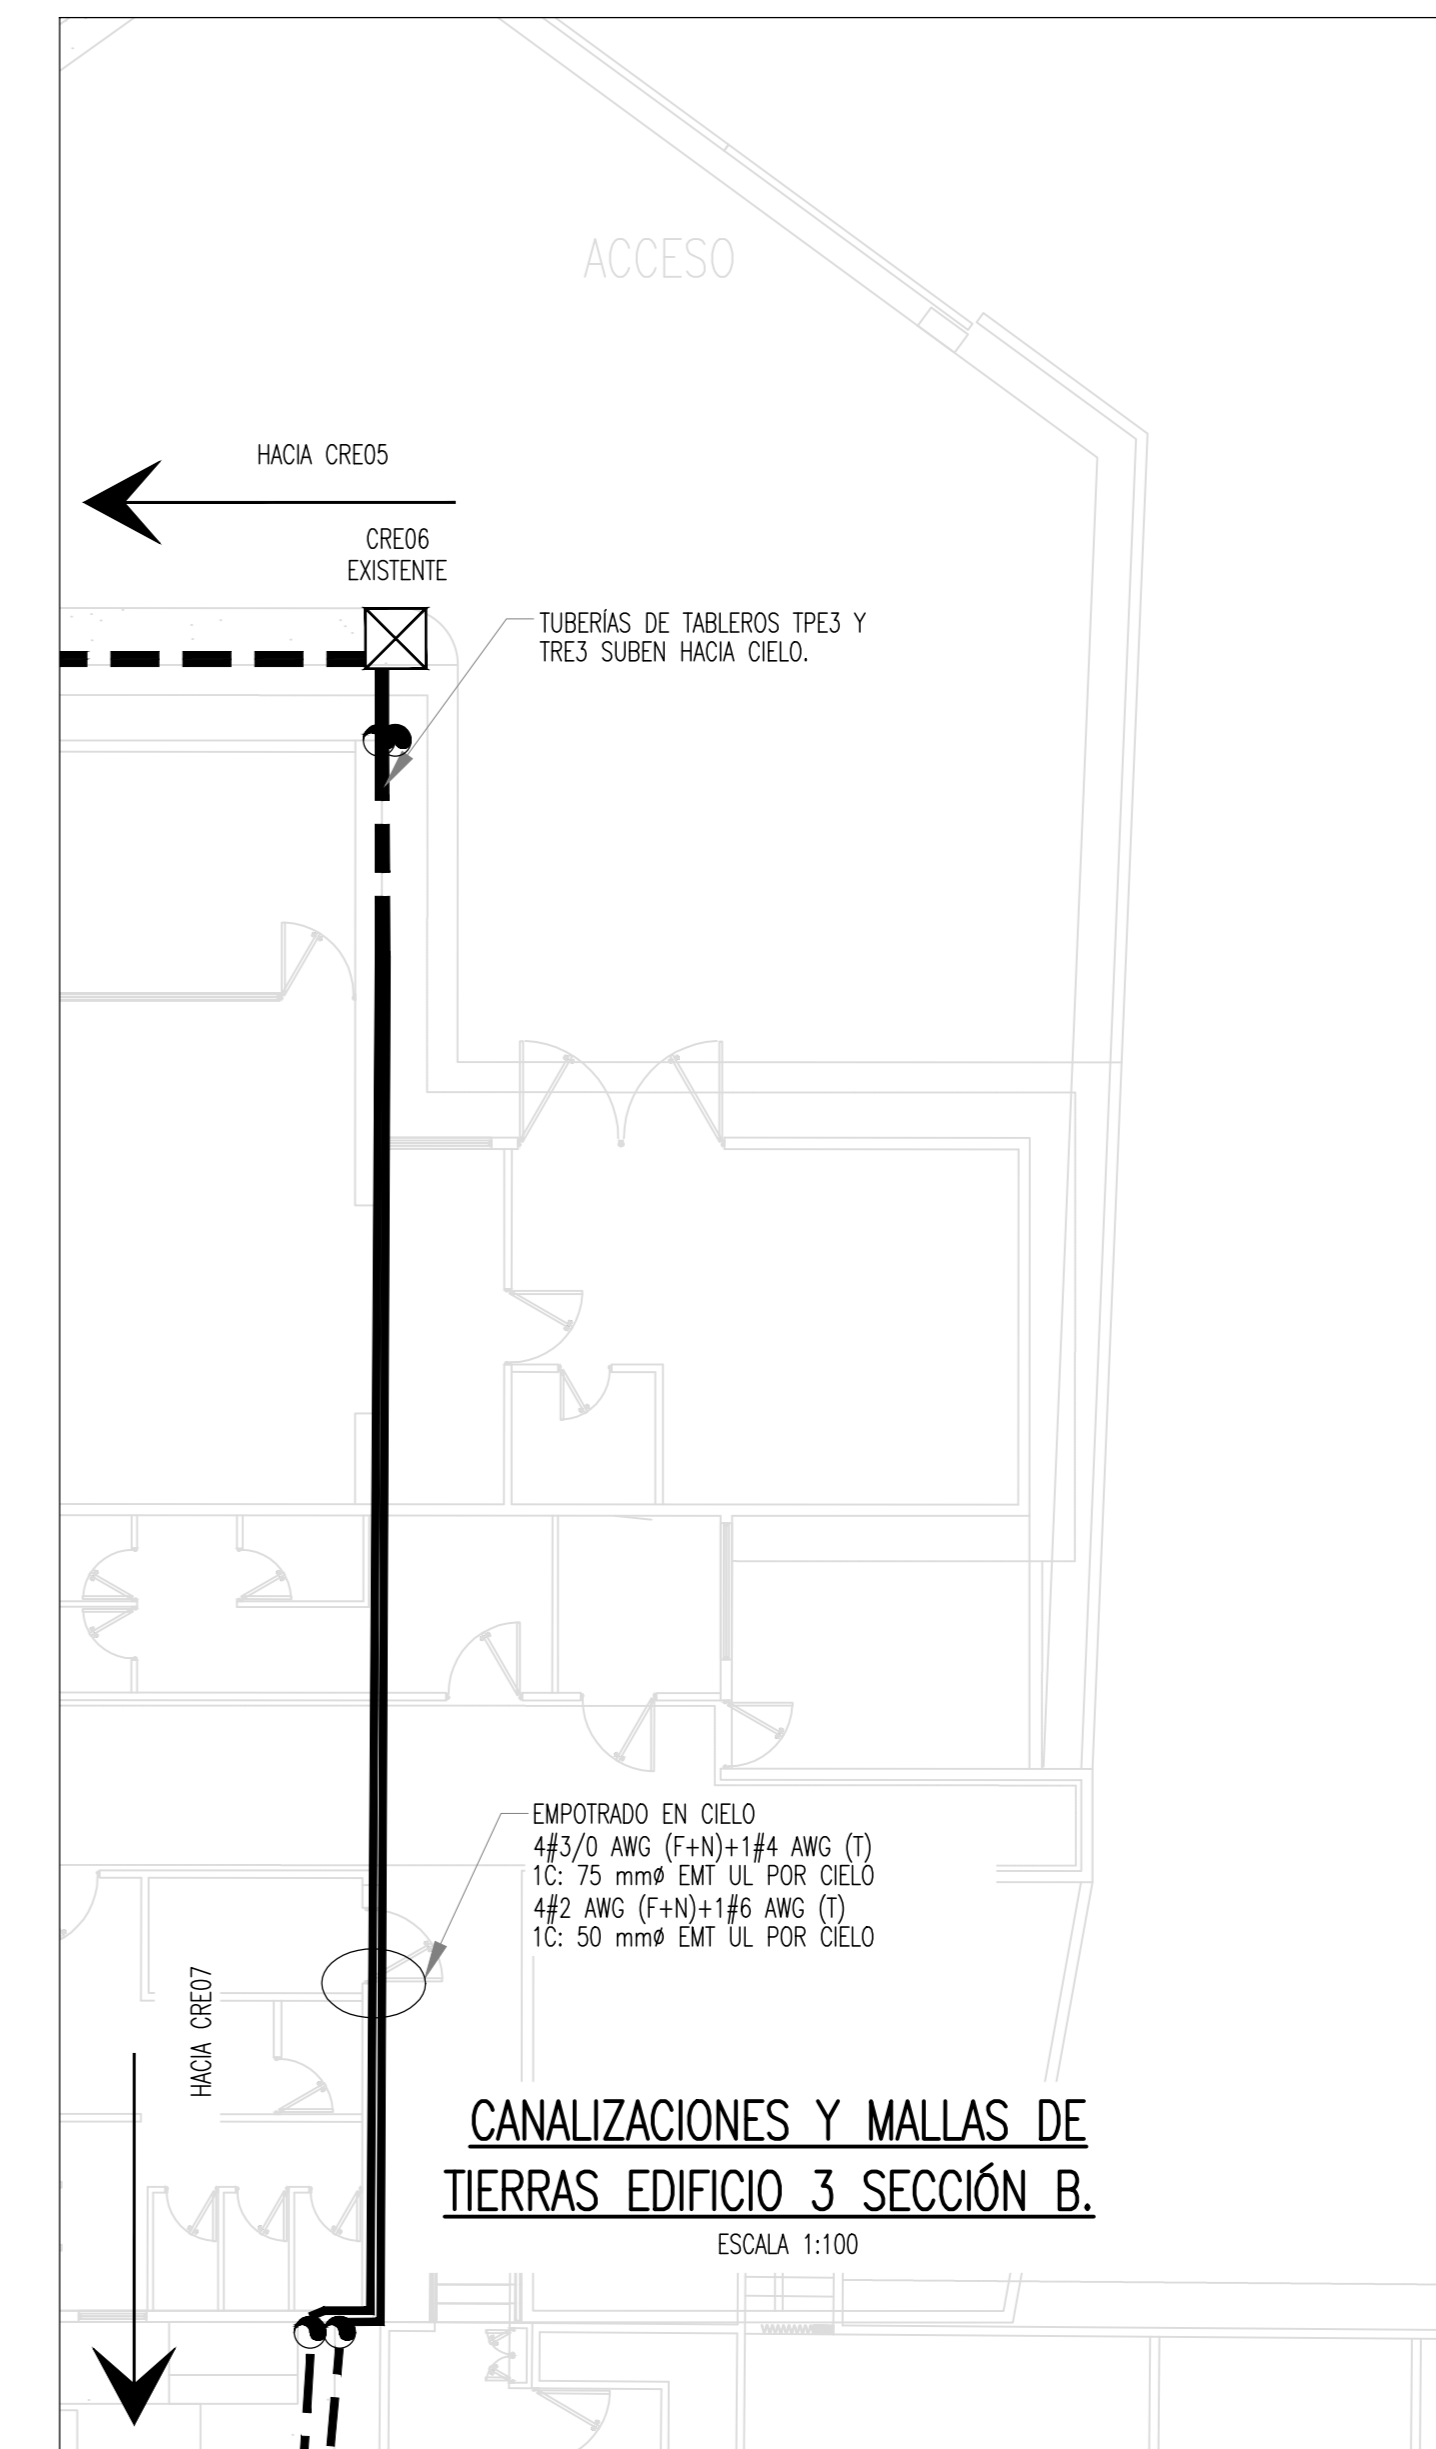 ACCESO
HACIA CRE05
CRE06
EXISTENTE
TUBERÍAS DE TABLEROS TPE3 Y
TRE3 SUBEN HACIA CIELO.
EMPOTRADO EN CIELO
4#3/0 AWG (F+N)+1#4 AWG (T)
1C: 75 mmø EMT UL POR CIELO
4#2 AWG (F+N)+1#6 AWG (T)
1C: 50 mmø EMT UL POR CIELO
HACIA CRE07
CANALIZACIONES Y MALLAS DE
TIERRAS EDIFICIO 3 SECCIÓN B.
ESCALA 1:100